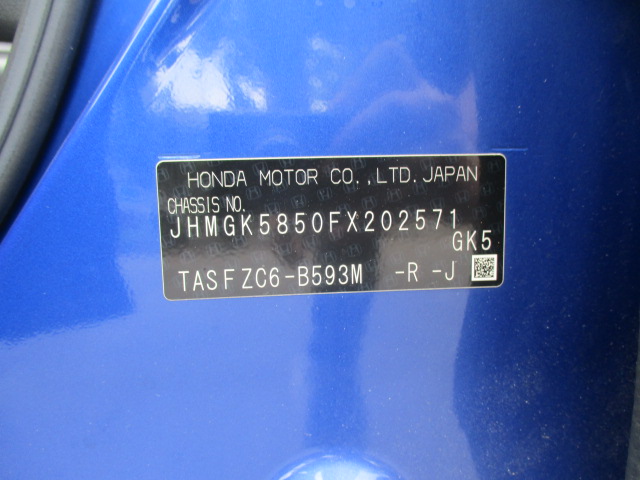 HONDA MOTOR CO.,LTD.JAPAN
CHASSIS NO.
JHMGK5850FX202571
GK5
TASFZC6-B593M -R -J